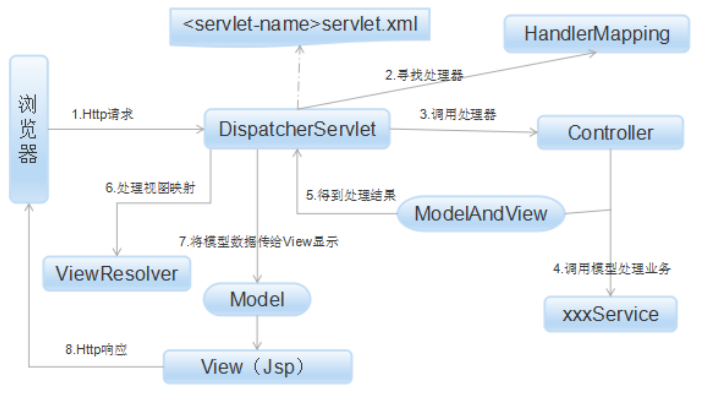 <servlet-name>servlet.xml
HandlerMapping
2.寻找处理器
浏览器
1.Http请求
DispatcherServlet
3.调用处理器
Controller
6.处理视图映射
5.得到处理结果
ModelAndView
7.将模型数据传给View显示
ViewResolver
4.调用模型处理业务
Model
xxxService
8.Http响应
View（Jsp）